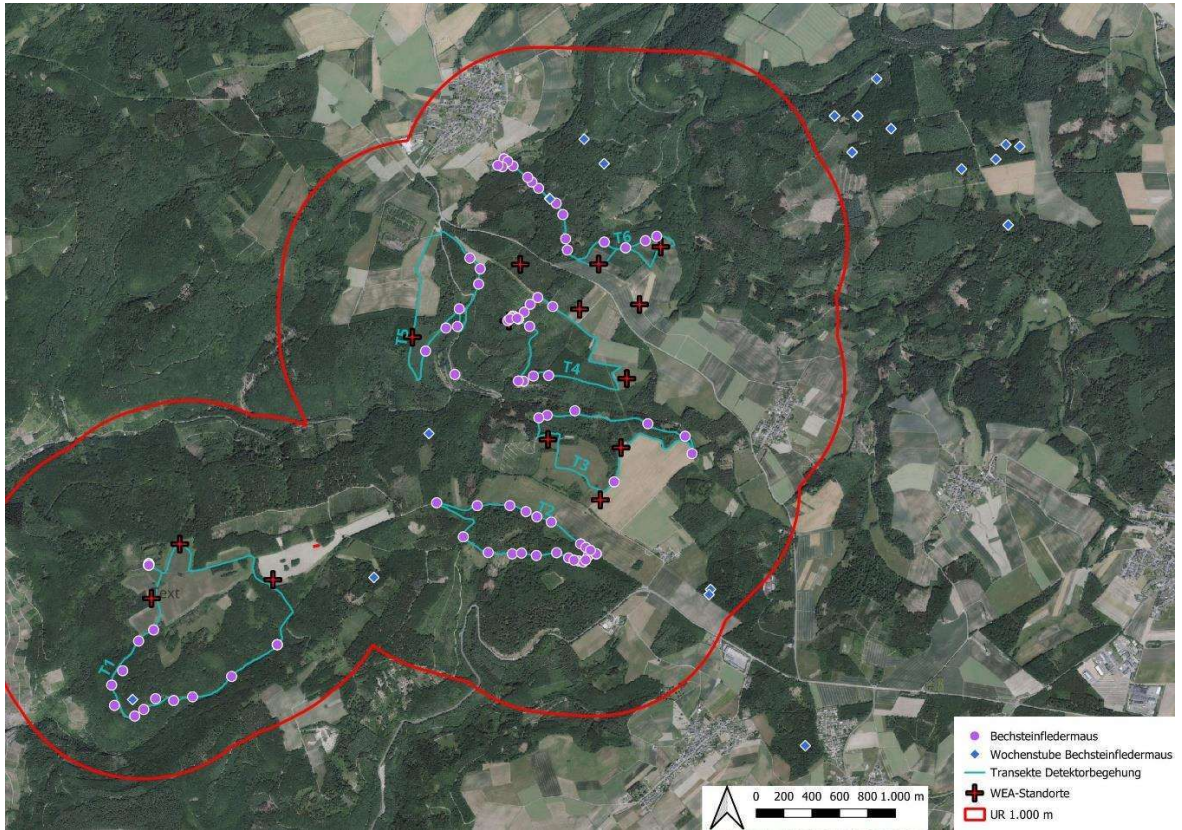 T6
T5
T4
T3
T2
ext
T1
Bechsteinfledermaus
Wochenstube Bechsteinfledermaus
Transekte Detektorbegehung
WEA-Standorte
UR 1.000 m
0 200 400 600 800 1.000 m